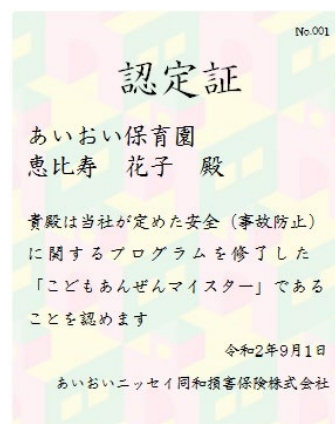 No.001
認定証
あいおい保育園
恵比寿　花子　殿
貴殿は当社が定めた安全（事故防止）
に関するプログラムを修了した
「こどもあんぜんマイスター」である
ことを認めます
令和2年9月1日
あいおいニッセイ同和損害保険株式会社